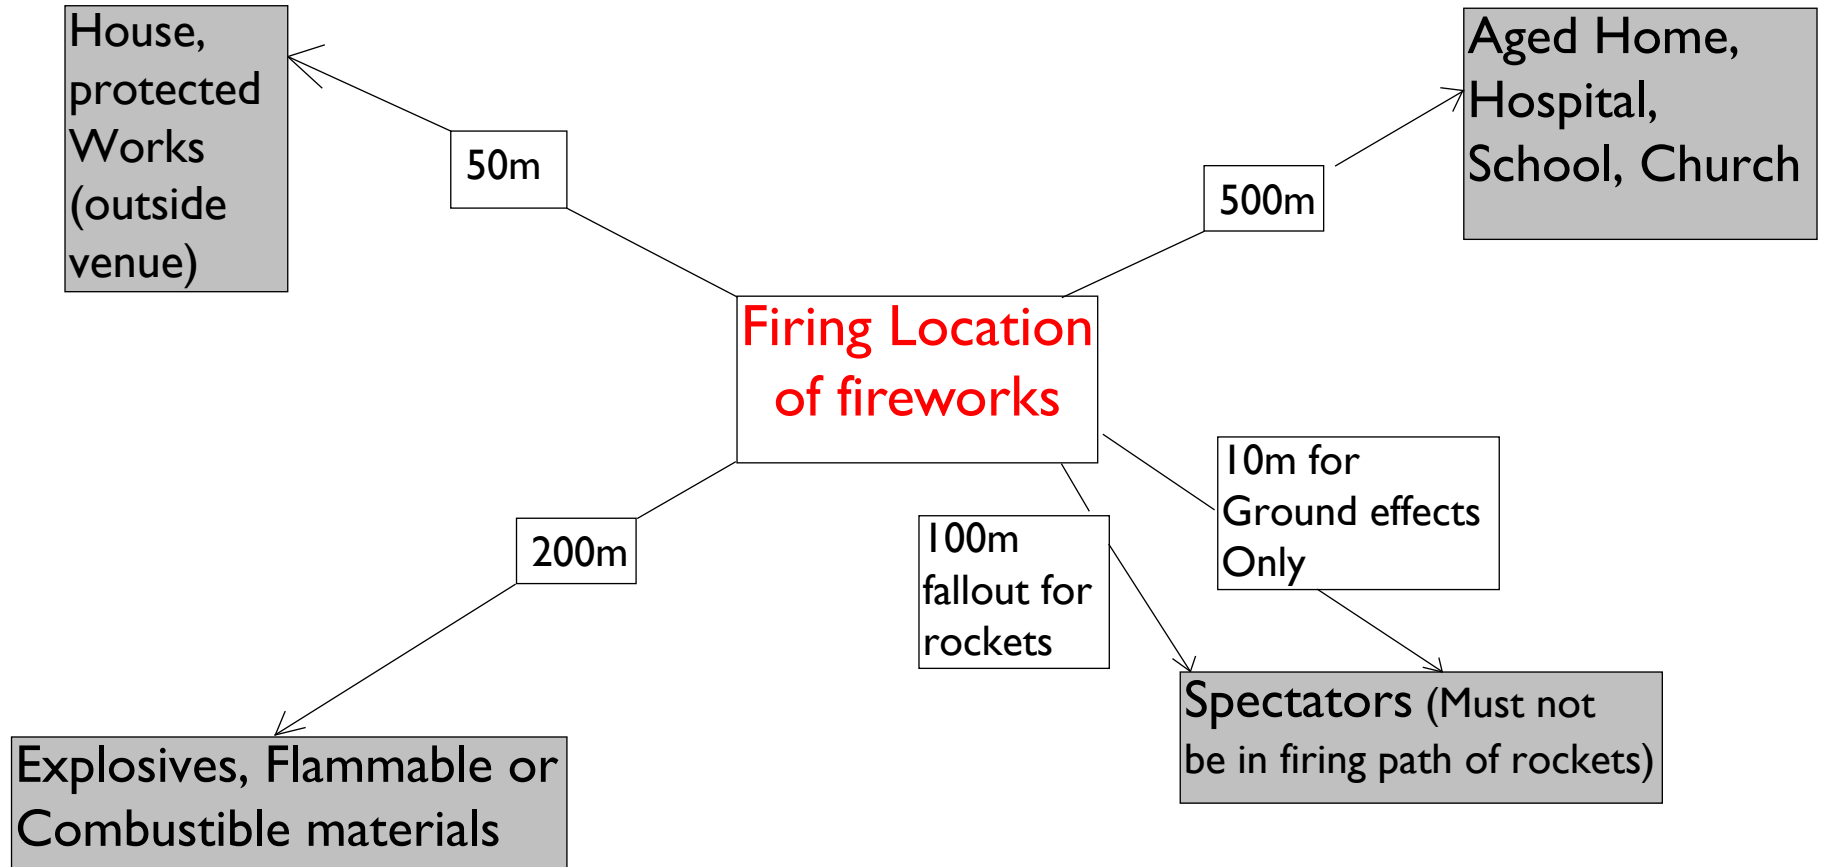 House,
protected
Works
(outside
venue)
50m
Aged Home,
Hospital,
School, Church
500m
Firing Location
of fireworks
200m
Explosives, Flammable or
Combustible materials
100m
fallout for
rockets
10m for
Ground effects
Only
Spectators (Must not
be in firing path of rockets)